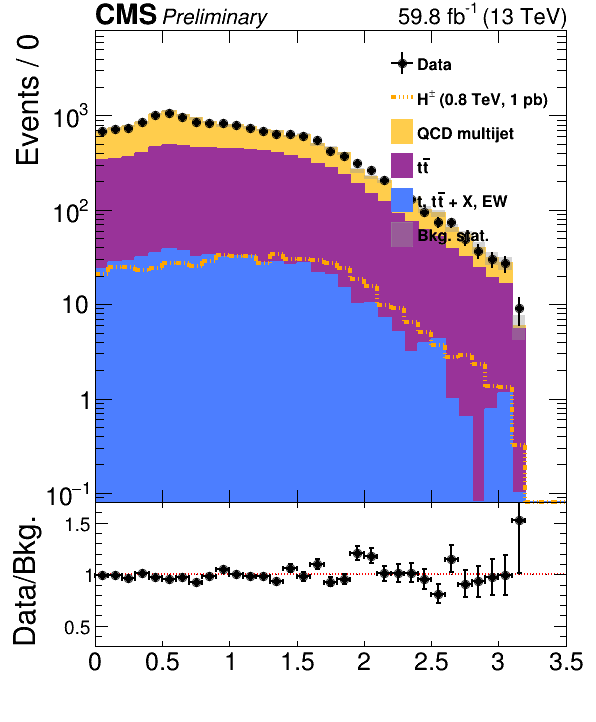 CMS Preliminary 59.8 fb⁻¹ (13 TeV)
Events / 0
10³
10²
10
1
10⁻¹
Data
H± (0.8 TeV, 1 pb)
QCD multijet
tt̅
t, tt̅ + X, EW
Bkg. stat.
Data/Bkg.
1.5
1
0.5
0 0.5 1 1.5 2 2.5 3 3.5